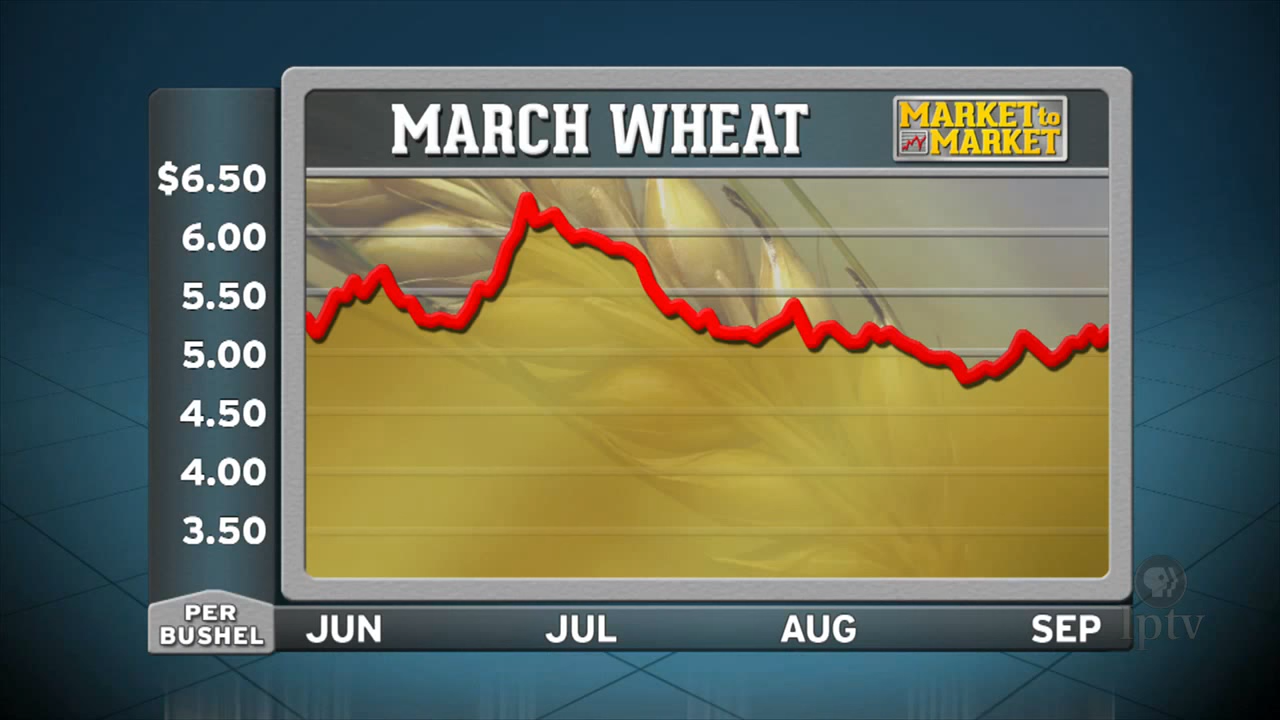 MARCH WHEAT
MARKET to
MARKET
$6.50
6.00
5.50
5.00
4.50
4.00
3.50
PER
BUSHEL
JUN JUL AUG SEP
Iptv